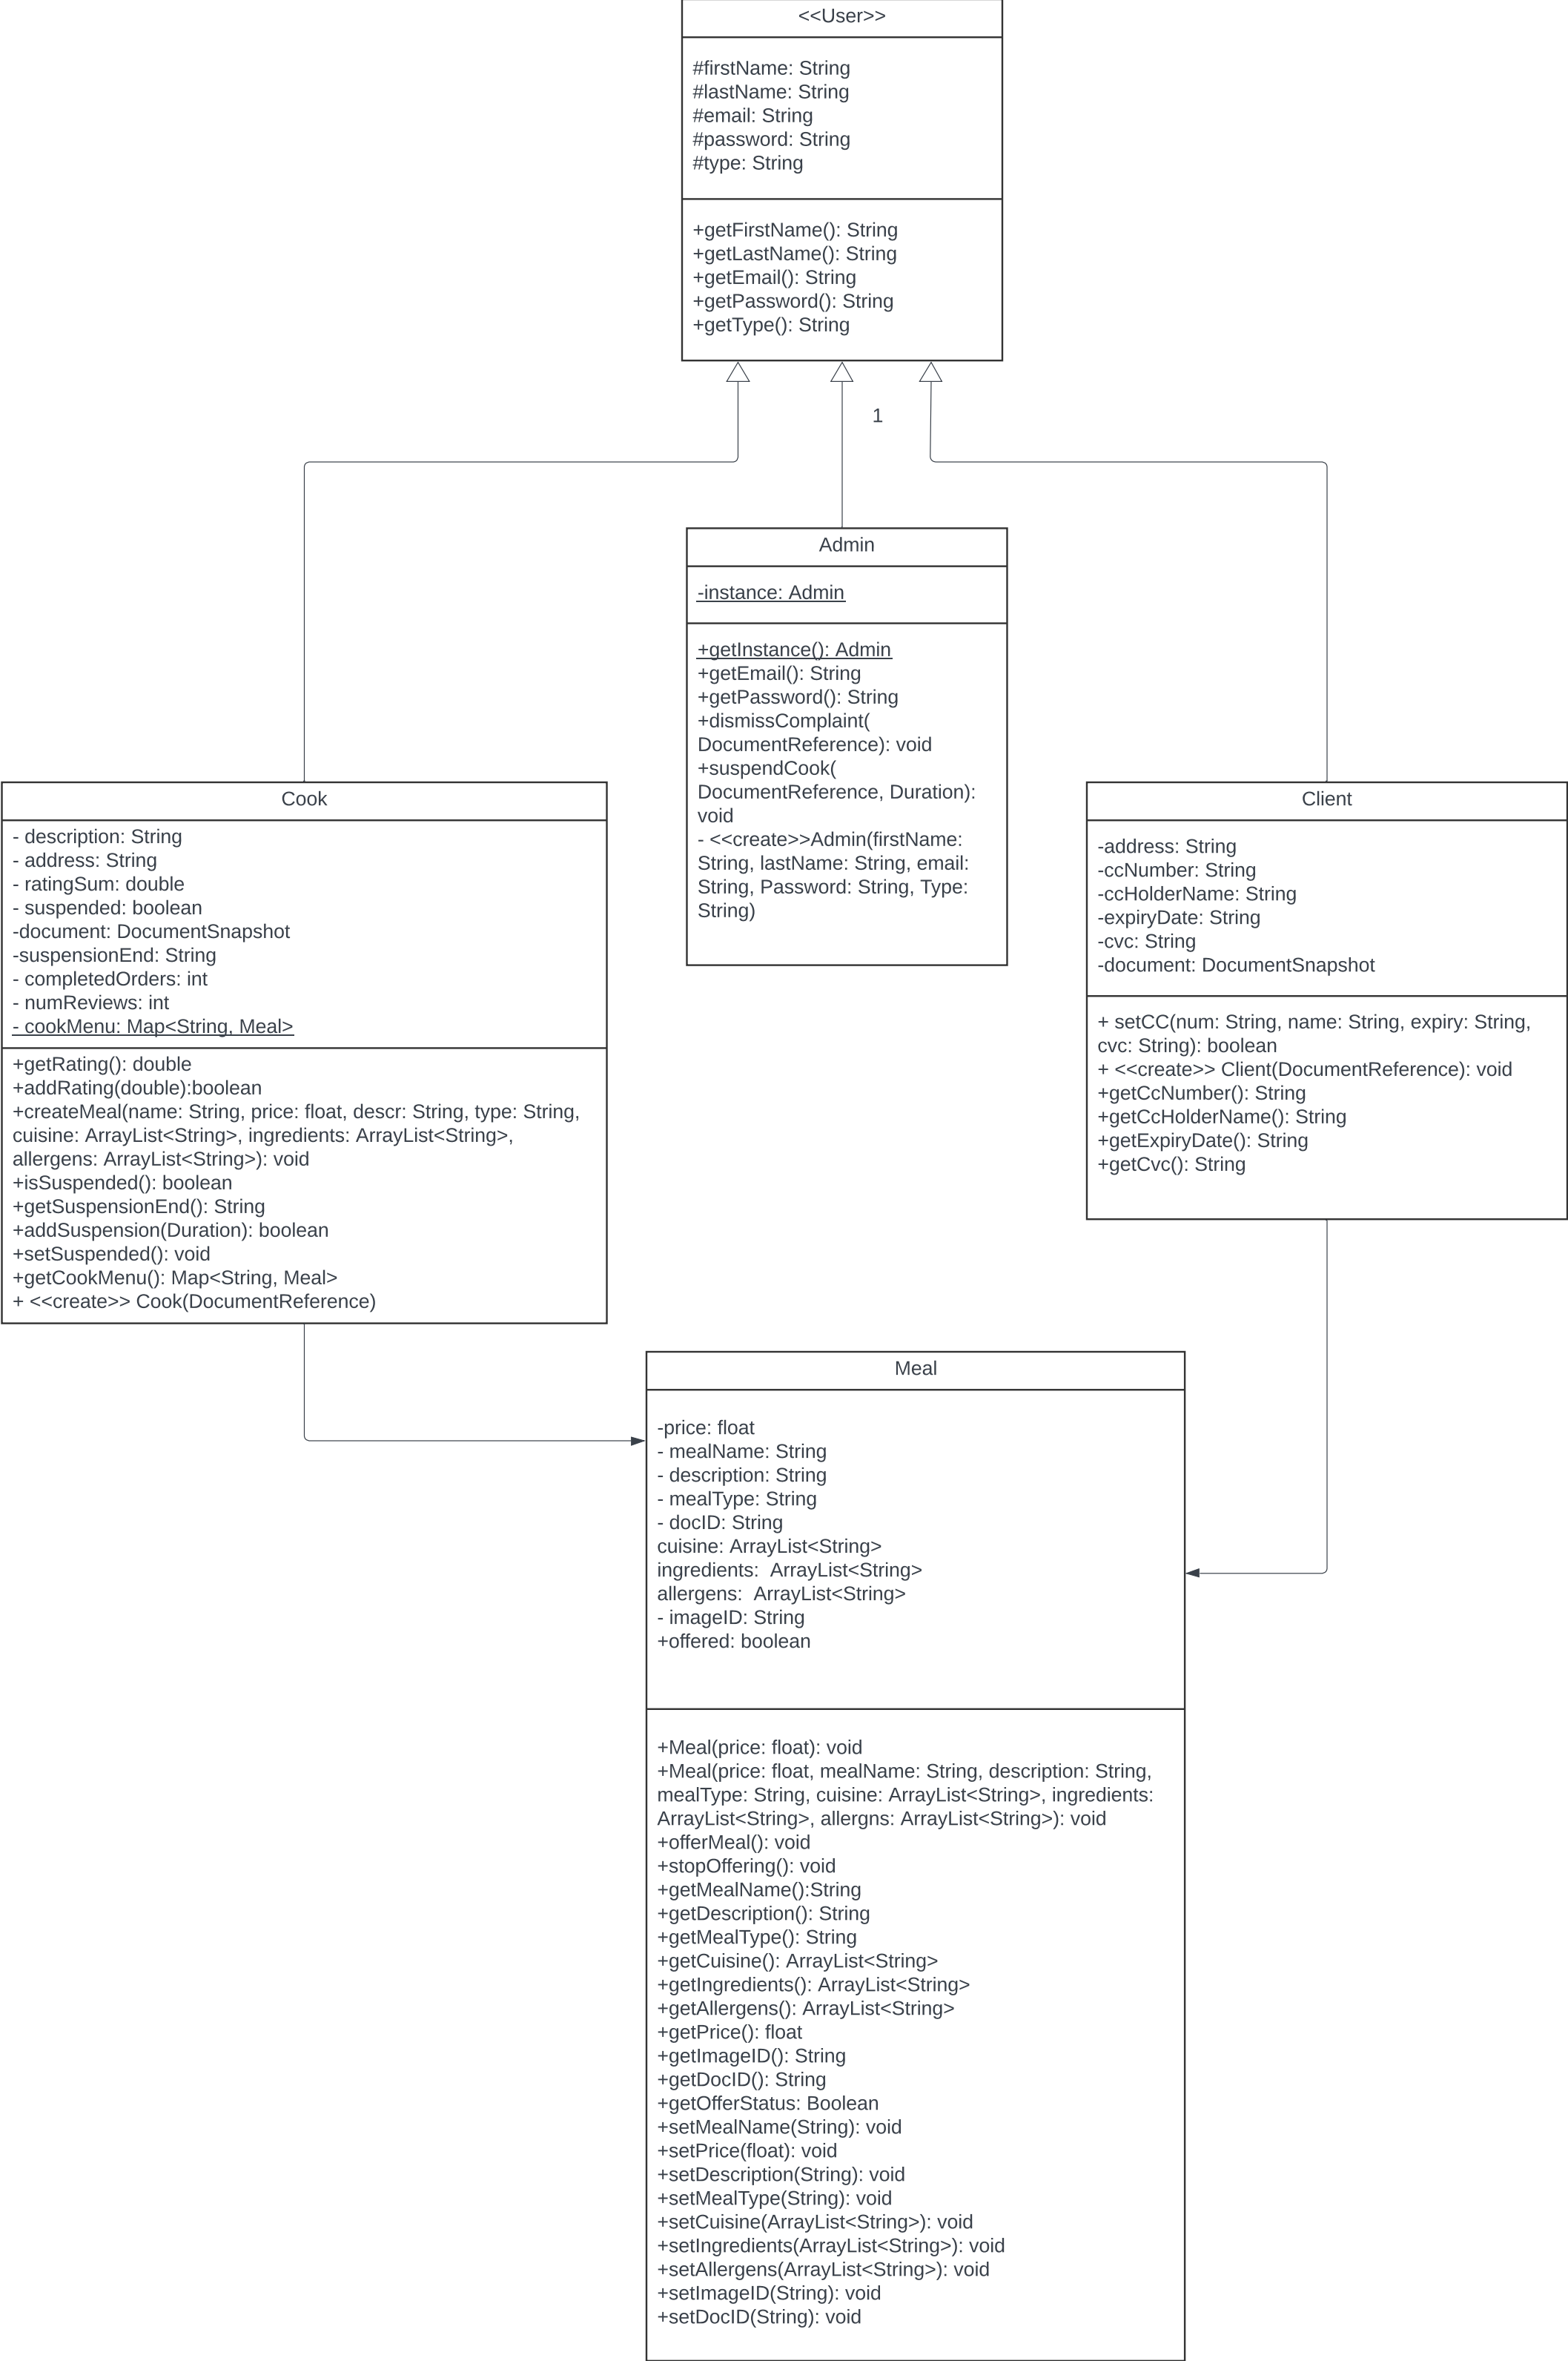 <<User>>
#firstName: String
#lastName: String
#email: String
#password: String
#type: String
+getFirstName(): String
+getLastName(): String
+getEmail(): String
+getPassword(): String
+getType(): String
1
Admin
-instance: Admin
+getInstance(): Admin
+getEmail(): String
+getPassword(): String
+dismissComplaint(
DocumentReference): void
+suspendCook(
DocumentReference, Duration):
void
- <<create>>Admin(firstName:
String, lastName: String, email:
String, Password: String, Type:
String)
Cook
- description: String
- address: String
- ratingSum: double
- suspended: boolean
-document: DocumentSnapshot
-suspensionEnd: String
- completedOrders: int
- numReviews: int
- cookMenu: Map<String, Meal>
+getRating(): double
+addRating(double):boolean
+createMeal(name: String, price: float, descr: String, type: String,
cuisine: ArrayList<String>, ingredients: ArrayList<String>,
allergens: ArrayList<String>): void
+isSuspended(): boolean
+getSuspensionEnd(): String
+addSuspension(Duration): boolean
+setSuspended(): void
+getCookMenu(): Map<String, Meal>
+ <<create>> Cook(DocumentReference)
Client
-address: String
-ccNumber: String
-ccHolderName: String
-expiryDate: String
-cvc: String
-document: DocumentSnapshot
+ setCC(num: String, name: String, expiry: String,
cvc: String): boolean
+ <<create>> Client(DocumentReference): void
+getCcNumber(): String
+getCcHolderName(): String
+getExpiryDate(): String
+getCvc(): String
Meal
-price: float
- mealName: String
- description: String
- mealType: String
- docID: String
cuisine: ArrayList<String>
ingredients:  ArrayList<String>
allergens:  ArrayList<String>
- imageID: String
+offered: boolean
+Meal(price: float): void
+Meal(price: float, mealName: String, description: String,
mealType: String, cuisine: ArrayList<String>, ingredients:
ArrayList<String>, allergns: ArrayList<String>): void
+offerMeal(): void
+stopOffering(): void
+getMealName():String
+getDescription(): String
+getMealType(): String
+getCuisine(): ArrayList<String>
+getIngredients(): ArrayList<String>
+getAllergens(): ArrayList<String>
+getPrice(): float
+getImageID(): String
+getDocID(): String
+getOfferStatus: Boolean
+setMealName(String): void
+setPrice(float): void
+setDescription(String): void
+setMealType(String): void
+setCuisine(ArrayList<String>): void
+setIngredients(ArrayList<String>): void
+setAllergens(ArrayList<String>): void
+setImageID(String): void
+setDocID(String): void